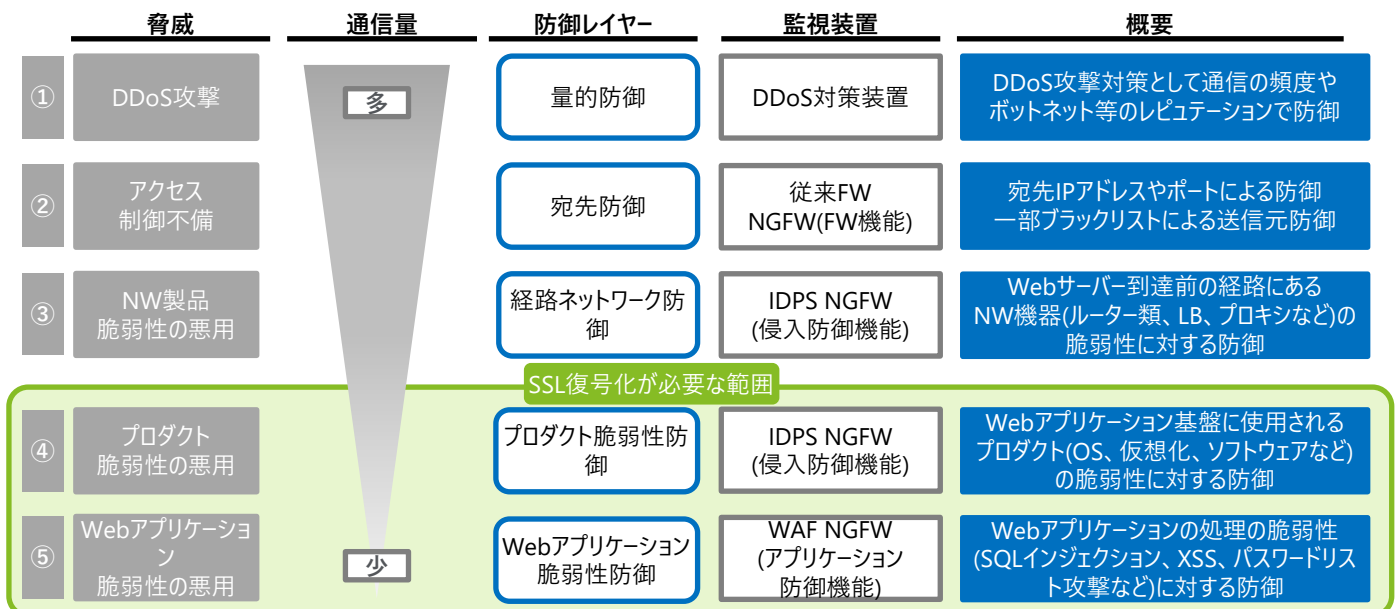 脅威
通信量
防御レイヤー
監視装置
概要
①
DDoS攻撃
多
量的防御
DDoS対策装置
DDoS攻撃対策として通信の頻度や
ボットネット等のレピュテーションで防御
②
アクセス
制御不備
宛先防御
従来FW
NGFW(FW機能)
宛先IPアドレスやポートによる防御
一部ブラックリストによる送信元防御
③
NW製品
脆弱性の悪用
経路ネットワーク防
御
IDPS NGFW
(侵入防御機能)
Webサーバー到達前の経路にある
NW機器(ルーター類、LB、プロキシなど)の
脆弱性に対する防御
SSL復号化が必要な範囲
④
プロダクト
脆弱性の悪用
プロダクト脆弱性防
御
IDPS NGFW
(侵入防御機能)
Webアプリケーション基盤に使用される
プロダクト(OS、仮想化、ソフトウェアなど)
の脆弱性に対する防御
⑤
Webアプリケーショ
ン
脆弱性の悪用
少
Webアプリケーション
脆弱性防御
WAF NGFW
(アプリケーション
防御機能)
Webアプリケーションの処理の脆弱性
(SQLインジェクション、XSS、パスワードリス
ト攻撃など)に対する防御